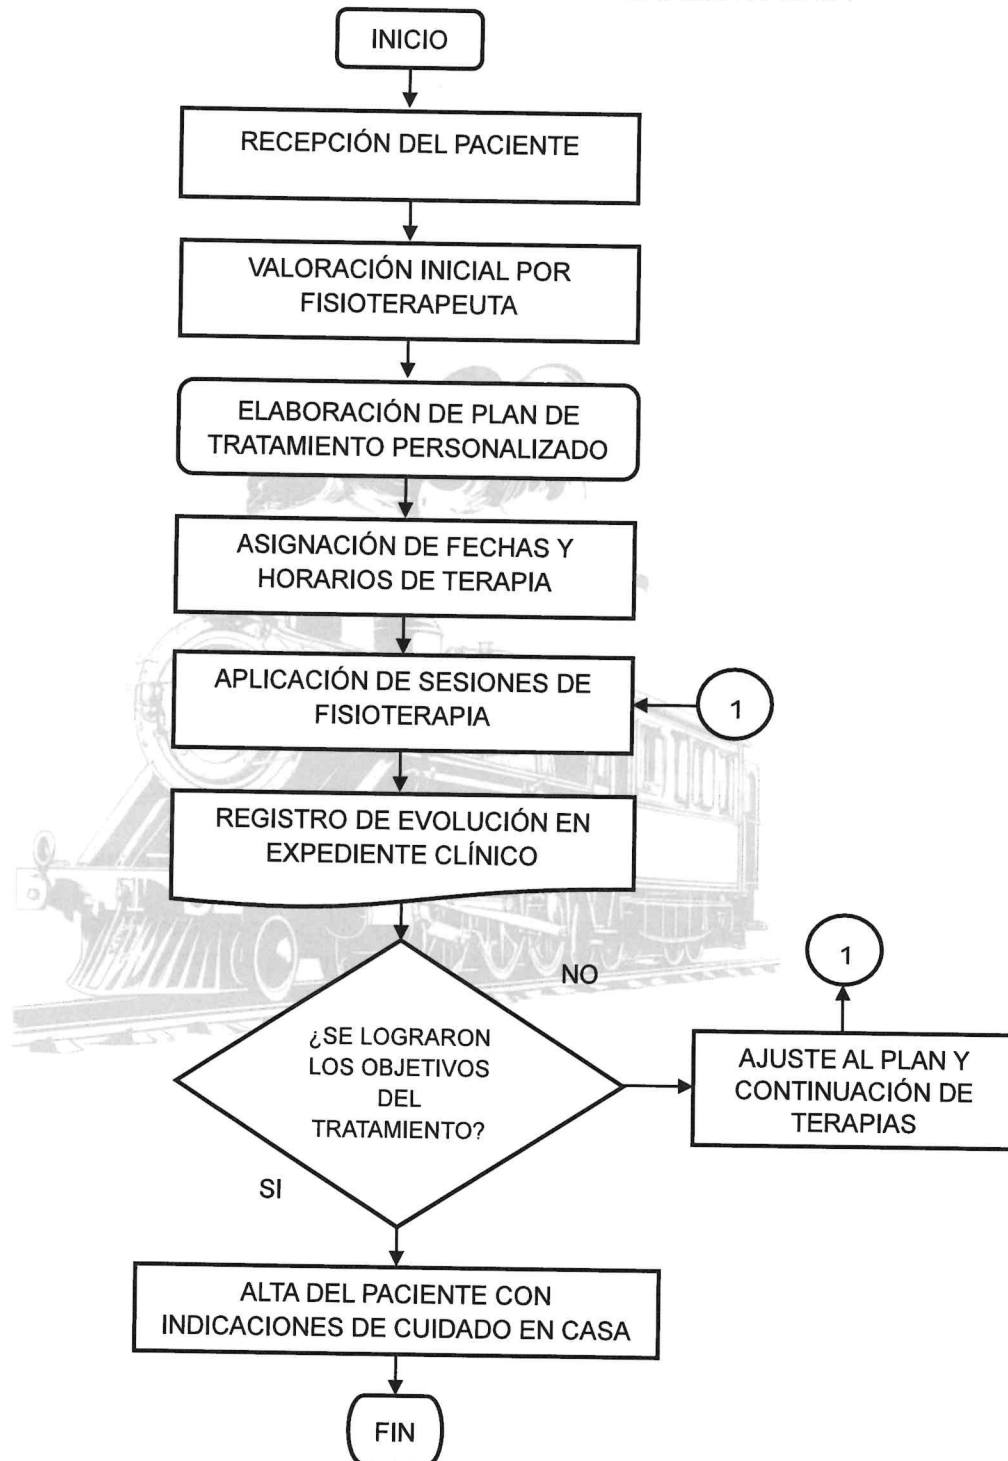 INICIO
RECEPCIÓN DEL PACIENTE
VALORACIÓN INICIAL POR
FISIOTERAPEUTA
ELABORACIÓN DE PLAN DE
TRATAMIENTO PERSONALIZADO
ASIGNACIÓN DE FECHAS Y
HORARIOS DE TERAPIA
APLICACIÓN DE SESIONES DE
FISIOTERAPIA
1
REGISTRO DE EVOLUCIÓN EN
EXPEDIENTE CLÍNICO
¿SE LOGRARON
LOS OBJETIVOS
DEL
TRATAMIENTO?
NO
1
AJUSTE AL PLAN Y
CONTINUACIÓN DE
TERAPIAS
SI
ALTA DEL PACIENTE CON
INDICACIONES DE CUIDADO EN CASA
FIN